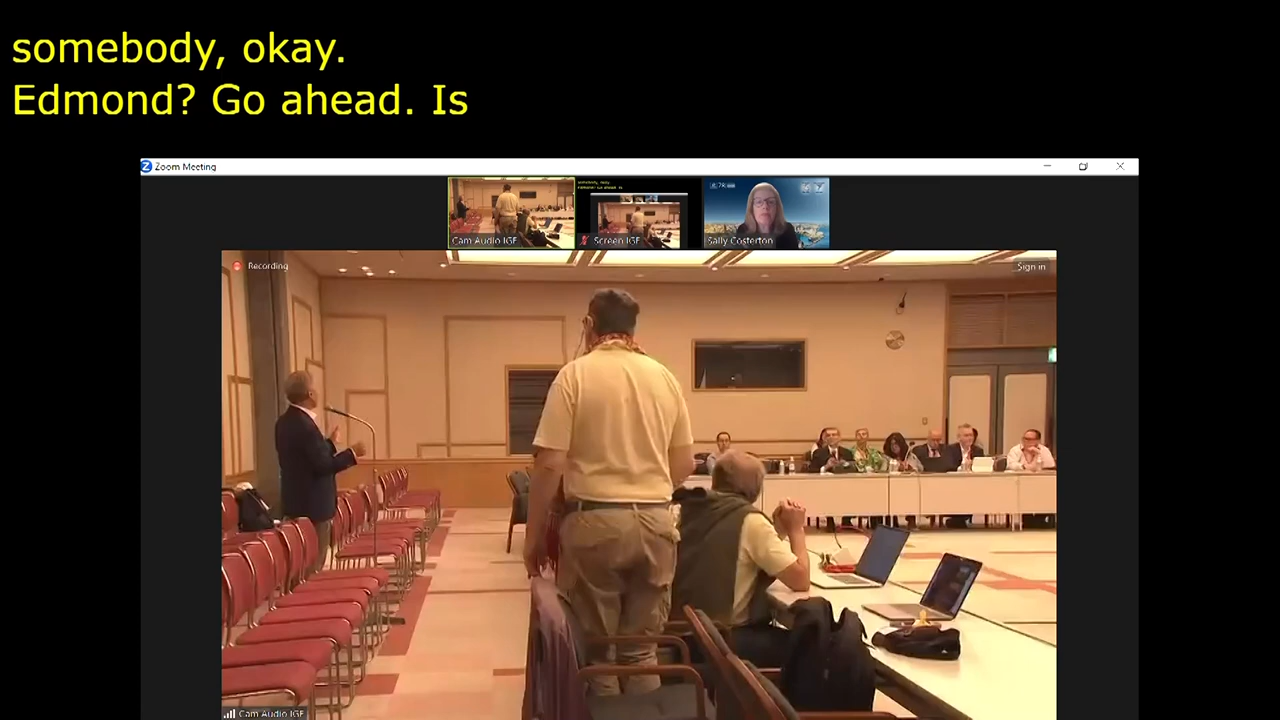 somebody, okay.
Edmond? Go ahead. Is
Zoom Meeting
Cam Audio IGF
Screen IGF
Sally Costerton
Recording
Sign in
Cam Audio IGF